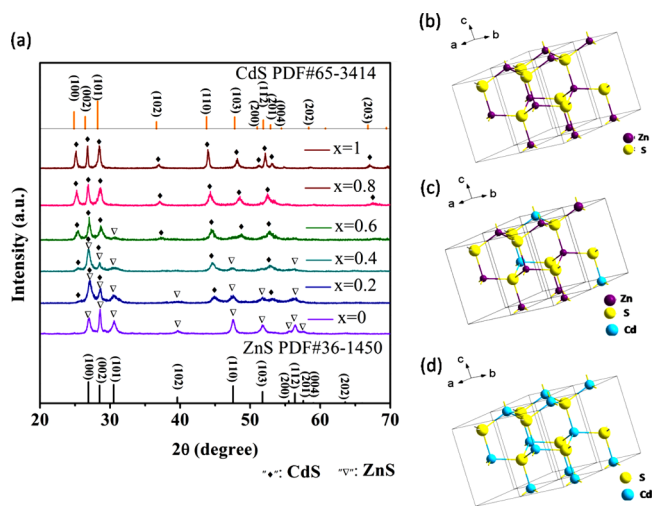 (a)
CdS PDF#65-3414
(100)
(002)
(101)
(102)
(110)
(103)
(200)
(112)
(201)
(004)
(202)
(203)
x=1
x=0.8
x=0.6
x=0.4
x=0.2
x=0
ZnS PDF#36-1450
(100)
(002)
(101)
(102)
(110)
(103)
(200)
(112)
(201)
(004)
(202)
Intensity (a.u.)
20 30 40 50 60 70
2θ (degree)
"♦": CdS "▽": ZnS
(b)
c
a b
Zn
S
(c)
c
a b
Zn
S
Cd
(d)
c
a b
S
Cd